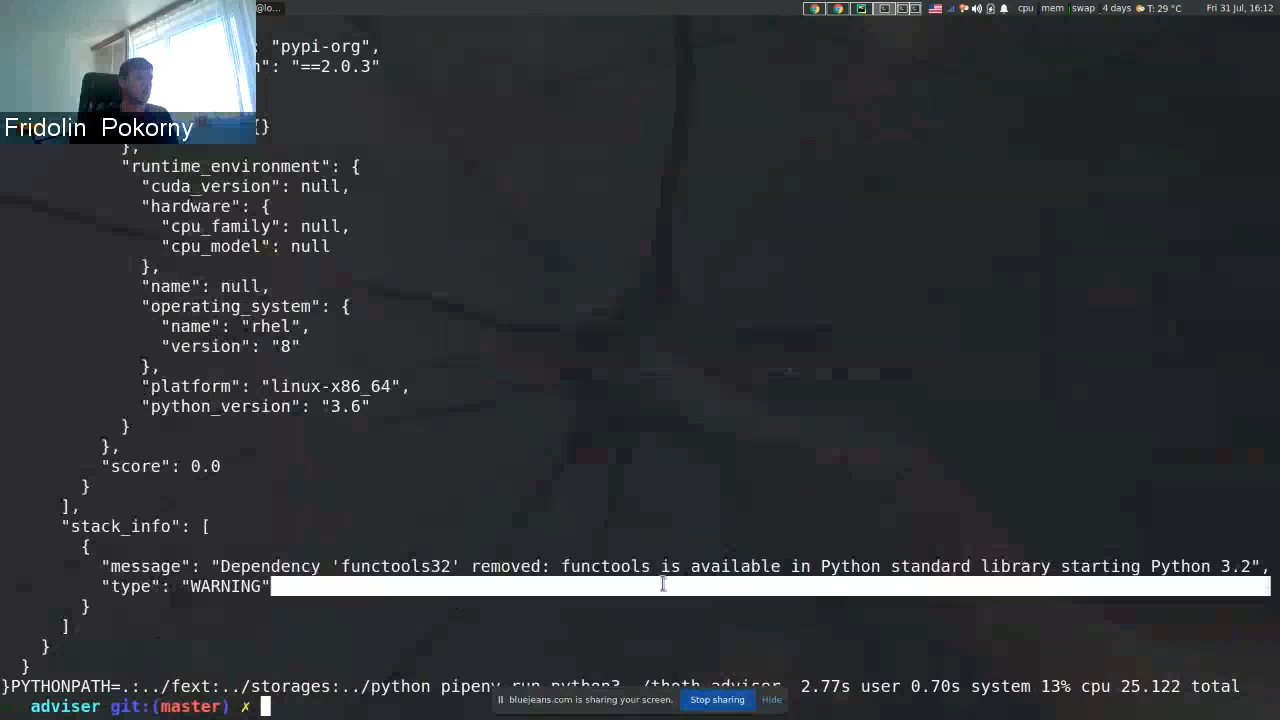 @lo...
cpu mem swap 4 days T: 29 °C Fri 31 Jul, 16:12
: "pypi-org",
n": "==2.0.3"
Fridolin Pokorny
{}
},
"runtime_environment": {
"cuda_version": null,
"hardware": {
"cpu_family": null,
"cpu_model": null
},
"name": null,
"operating_system": {
"name": "rhel",
"version": "8"
},
"platform": "linux-x86_64",
"python_version": "3.6"
}
},
"score": 0.0
}
],
"stack_info": [
{
"message": "Dependency 'functools32' removed: functools is available in Python standard library starting Python 3.2",
"type": "WARNING"
}
]
}
}
}PYTHONPATH=.:../fext:../storages:../python pipenv run python3 ./thoth-adviser 2.77s user 0.70s system 13% cpu 25.122 total
bluejeans.com is sharing your screen. Stop sharing Hide
adviser git:(master) ✗